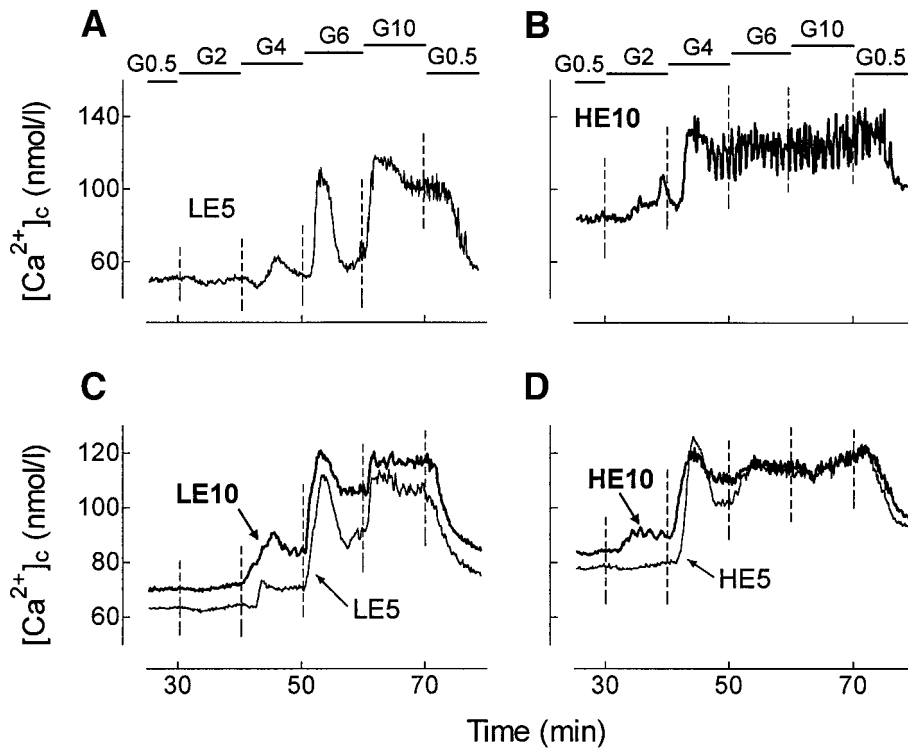 A
G0.5 G2 G4 G6 G10 G0.5
B
G0.5 G2 G4 G6 G10 G0.5
[Ca2+]c (nmol/l)
140
100
60
LE5
HE10
C
D
[Ca2+]c (nmol/l)
120
100
80
60
LE10
LE5
HE10
HE5
30 50 70
30 50 70
Time (min)